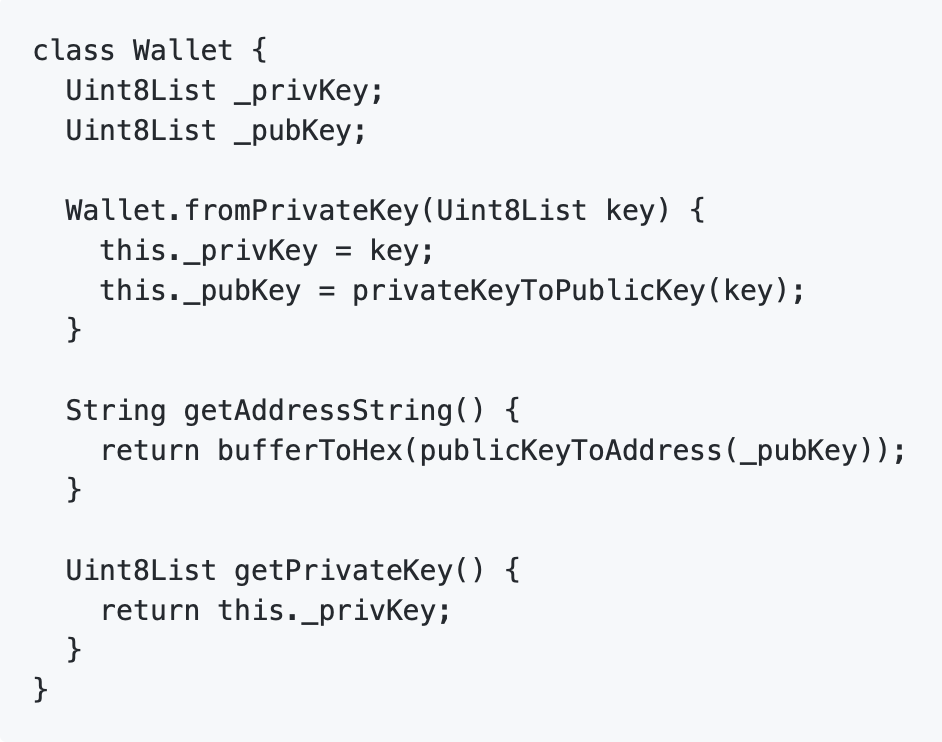 class Wallet {
  Uint8List _privKey;
  Uint8List _pubKey;

  Wallet.fromPrivateKey(Uint8List key) {
    this._privKey = key;
    this._pubKey = privateKeyToPublicKey(key);
  }

  String getAddressString() {
    return bufferToHex(publicKeyToAddress(_pubKey));
  }

  Uint8List getPrivateKey() {
    return this._privKey;
  }
}